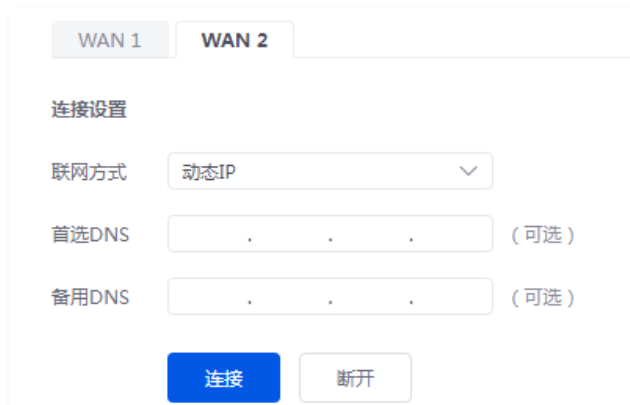 WAN 1 WAN 2
连接设置
联网方式 动态IP
首选DNS . . . (可选)
备用DNS . . . (可选)
连接 断开